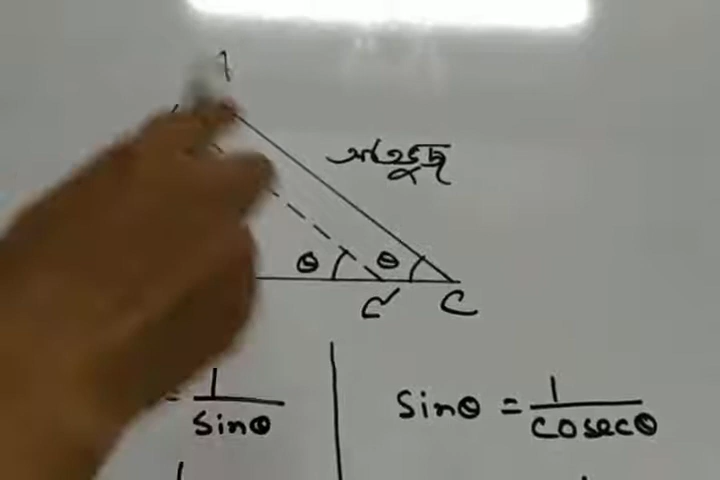 অতিভুজ
θ θ
C' C
= 1/sinθ
sinθ = 1/cosecθ